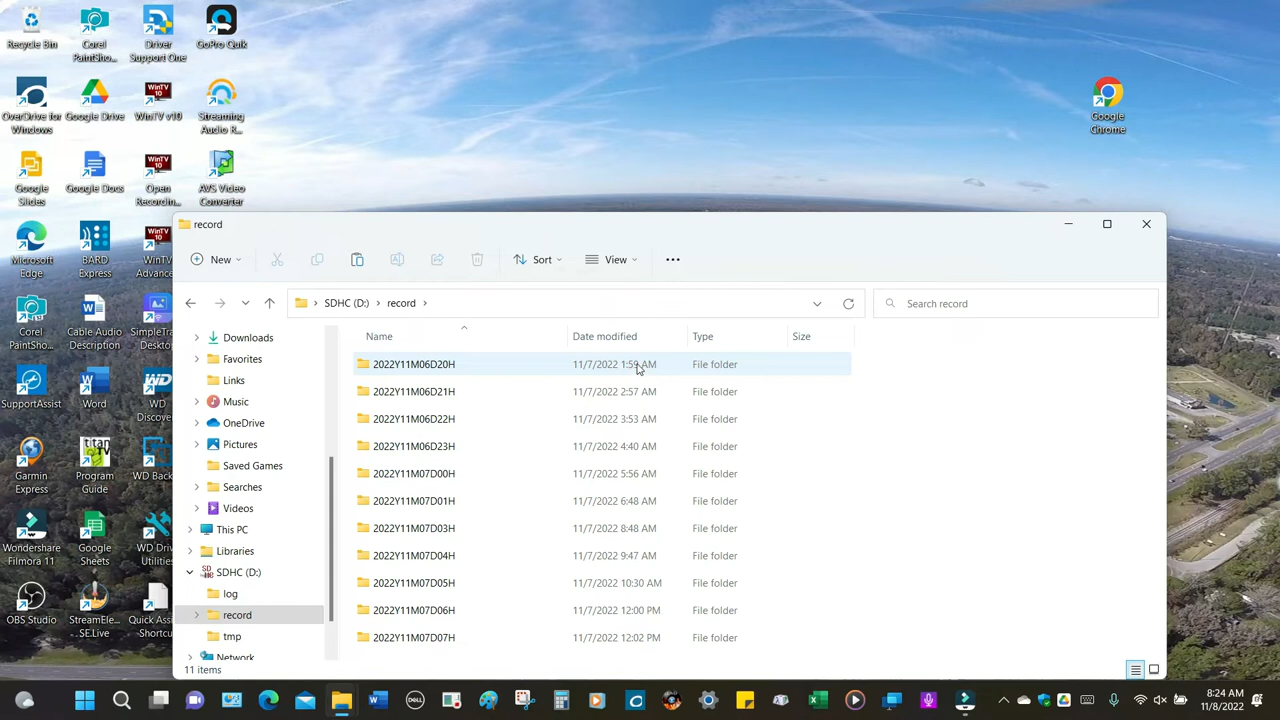 Recycle Bin
Corel
PaintSho...
Driver
Support One
GoPro Quik
OverDrive for
Windows
Google Drive
WinTV v10
Streaming
Audio R...
Google
Chrome
Google
Slides
Google Docs
Open
Recordin...
AVS Video
Converter
Microsoft
Edge
BARD
Express
WinTV
Advance
Corel
PaintSho...
Cable Audio
Description
SimpleTra
Desktop
SupportAssist
Word
WD
Discov
Garmin
Express
Program
Guide
WD Back
Wondershare
Filmora 11
Google
Sheets
WD Driv
Utilities
OBS Studio
StreamEle...
SE.Live
Quick Ass
Shortcu
record
New
Sort
View
SDHC (D:)
record
Search record
Downloads
Favorites
Links
Music
OneDrive
Pictures
Saved Games
Searches
Videos
This PC
Libraries
SDHC (D:)
log
record
tmp
Network
Name Date modified Type Size
2022Y11M06D20H 11/7/2022 1:59 AM File folder
2022Y11M06D21H 11/7/2022 2:57 AM File folder
2022Y11M06D22H 11/7/2022 3:53 AM File folder
2022Y11M06D23H 11/7/2022 4:40 AM File folder
2022Y11M07D00H 11/7/2022 5:56 AM File folder
2022Y11M07D01H 11/7/2022 6:48 AM File folder
2022Y11M07D03H 11/7/2022 8:48 AM File folder
2022Y11M07D04H 11/7/2022 9:47 AM File folder
2022Y11M07D05H 11/7/2022 10:30 AM File folder
2022Y11M07D06H 11/7/2022 12:00 PM File folder
2022Y11M07D07H 11/7/2022 12:02 PM File folder
11 items
8:24 AM
11/8/2022